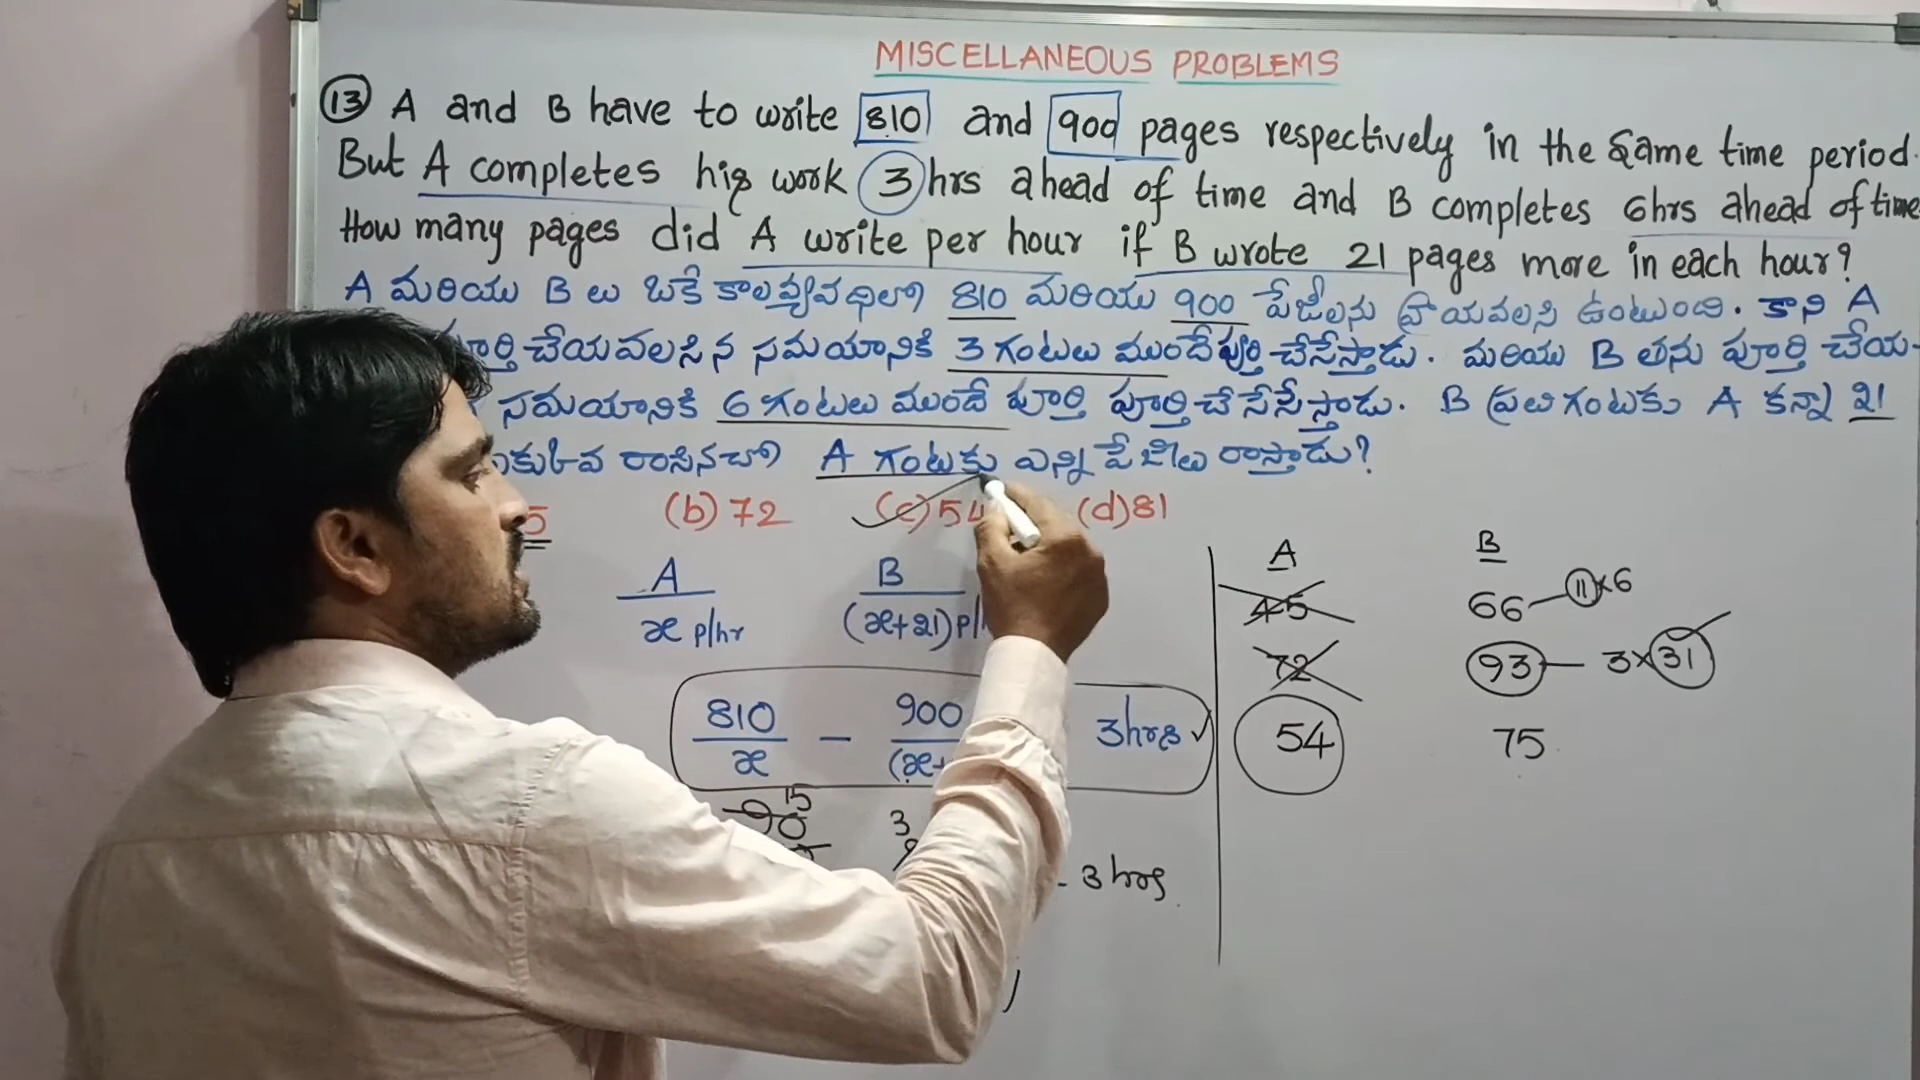 MISCELLANEOUS PROBLEMS
13 A and B have to write 810 and 900 pages respectively in the same time period.
But A completes his work 3 hrs ahead of time and B completes 6hrs ahead of time
How many pages did A write per hour if B wrote 21 pages more in each hour?
A మరియు B లు ఒకే కాలవ్యవధిలో 810 మరియు 900 పేజీలను వ్రాయవలసి ఉంటుంది. కాని A
చేయవలసిన సమయానికి 3 గంటలు ముందే పూర్తి చేసేస్తాడు. మరియు B తను పూర్తి చేయ-
సమయానికి 6 గంటలు ముందే పూర్తి పూర్తి చేసేస్తాడు. B ప్రతి గంటకు A కన్నా 21
రాసినచో A గంటకు ఎన్ని పేజీలు రాస్తాడు?
5 (b) 72 (c) 54 (d) 81
A B
x p/hr (x+21) p/
810/x - 900/(x+ 3hrs
15
90
3
- 3 hrs
A B
45 66 - 11×6
72 93 - 3×31
54 75